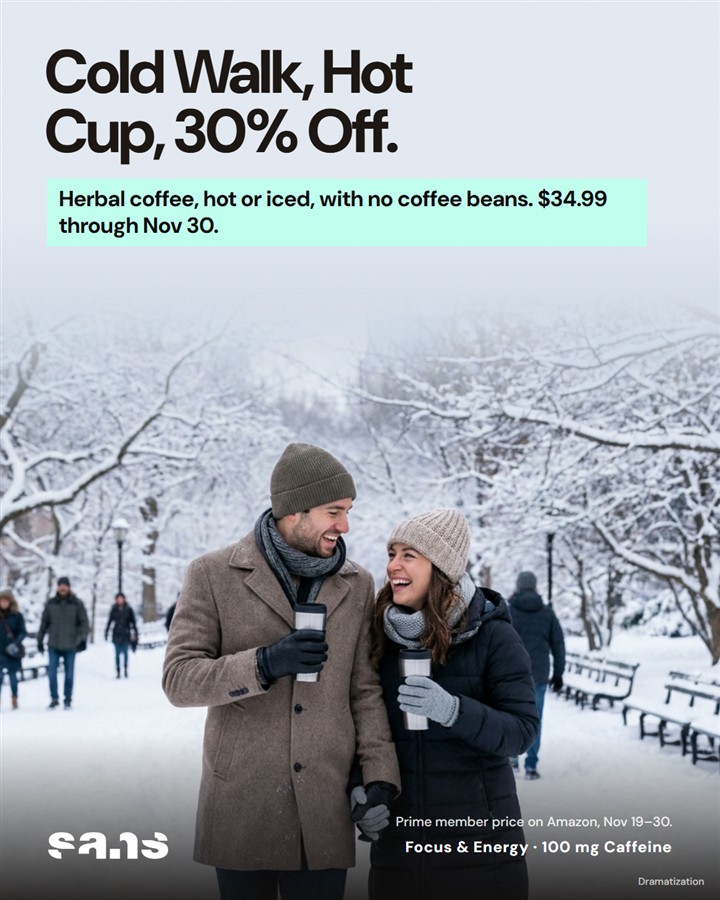 Cold Walk, Hot
Cup, 30% Off.
Herbal coffee, hot or iced, with no coffee beans. $34.99
through Nov 30.
Prime member price on Amazon, Nov 19–30.
sans
Focus & Energy · 100 mg Caffeine
Dramatization